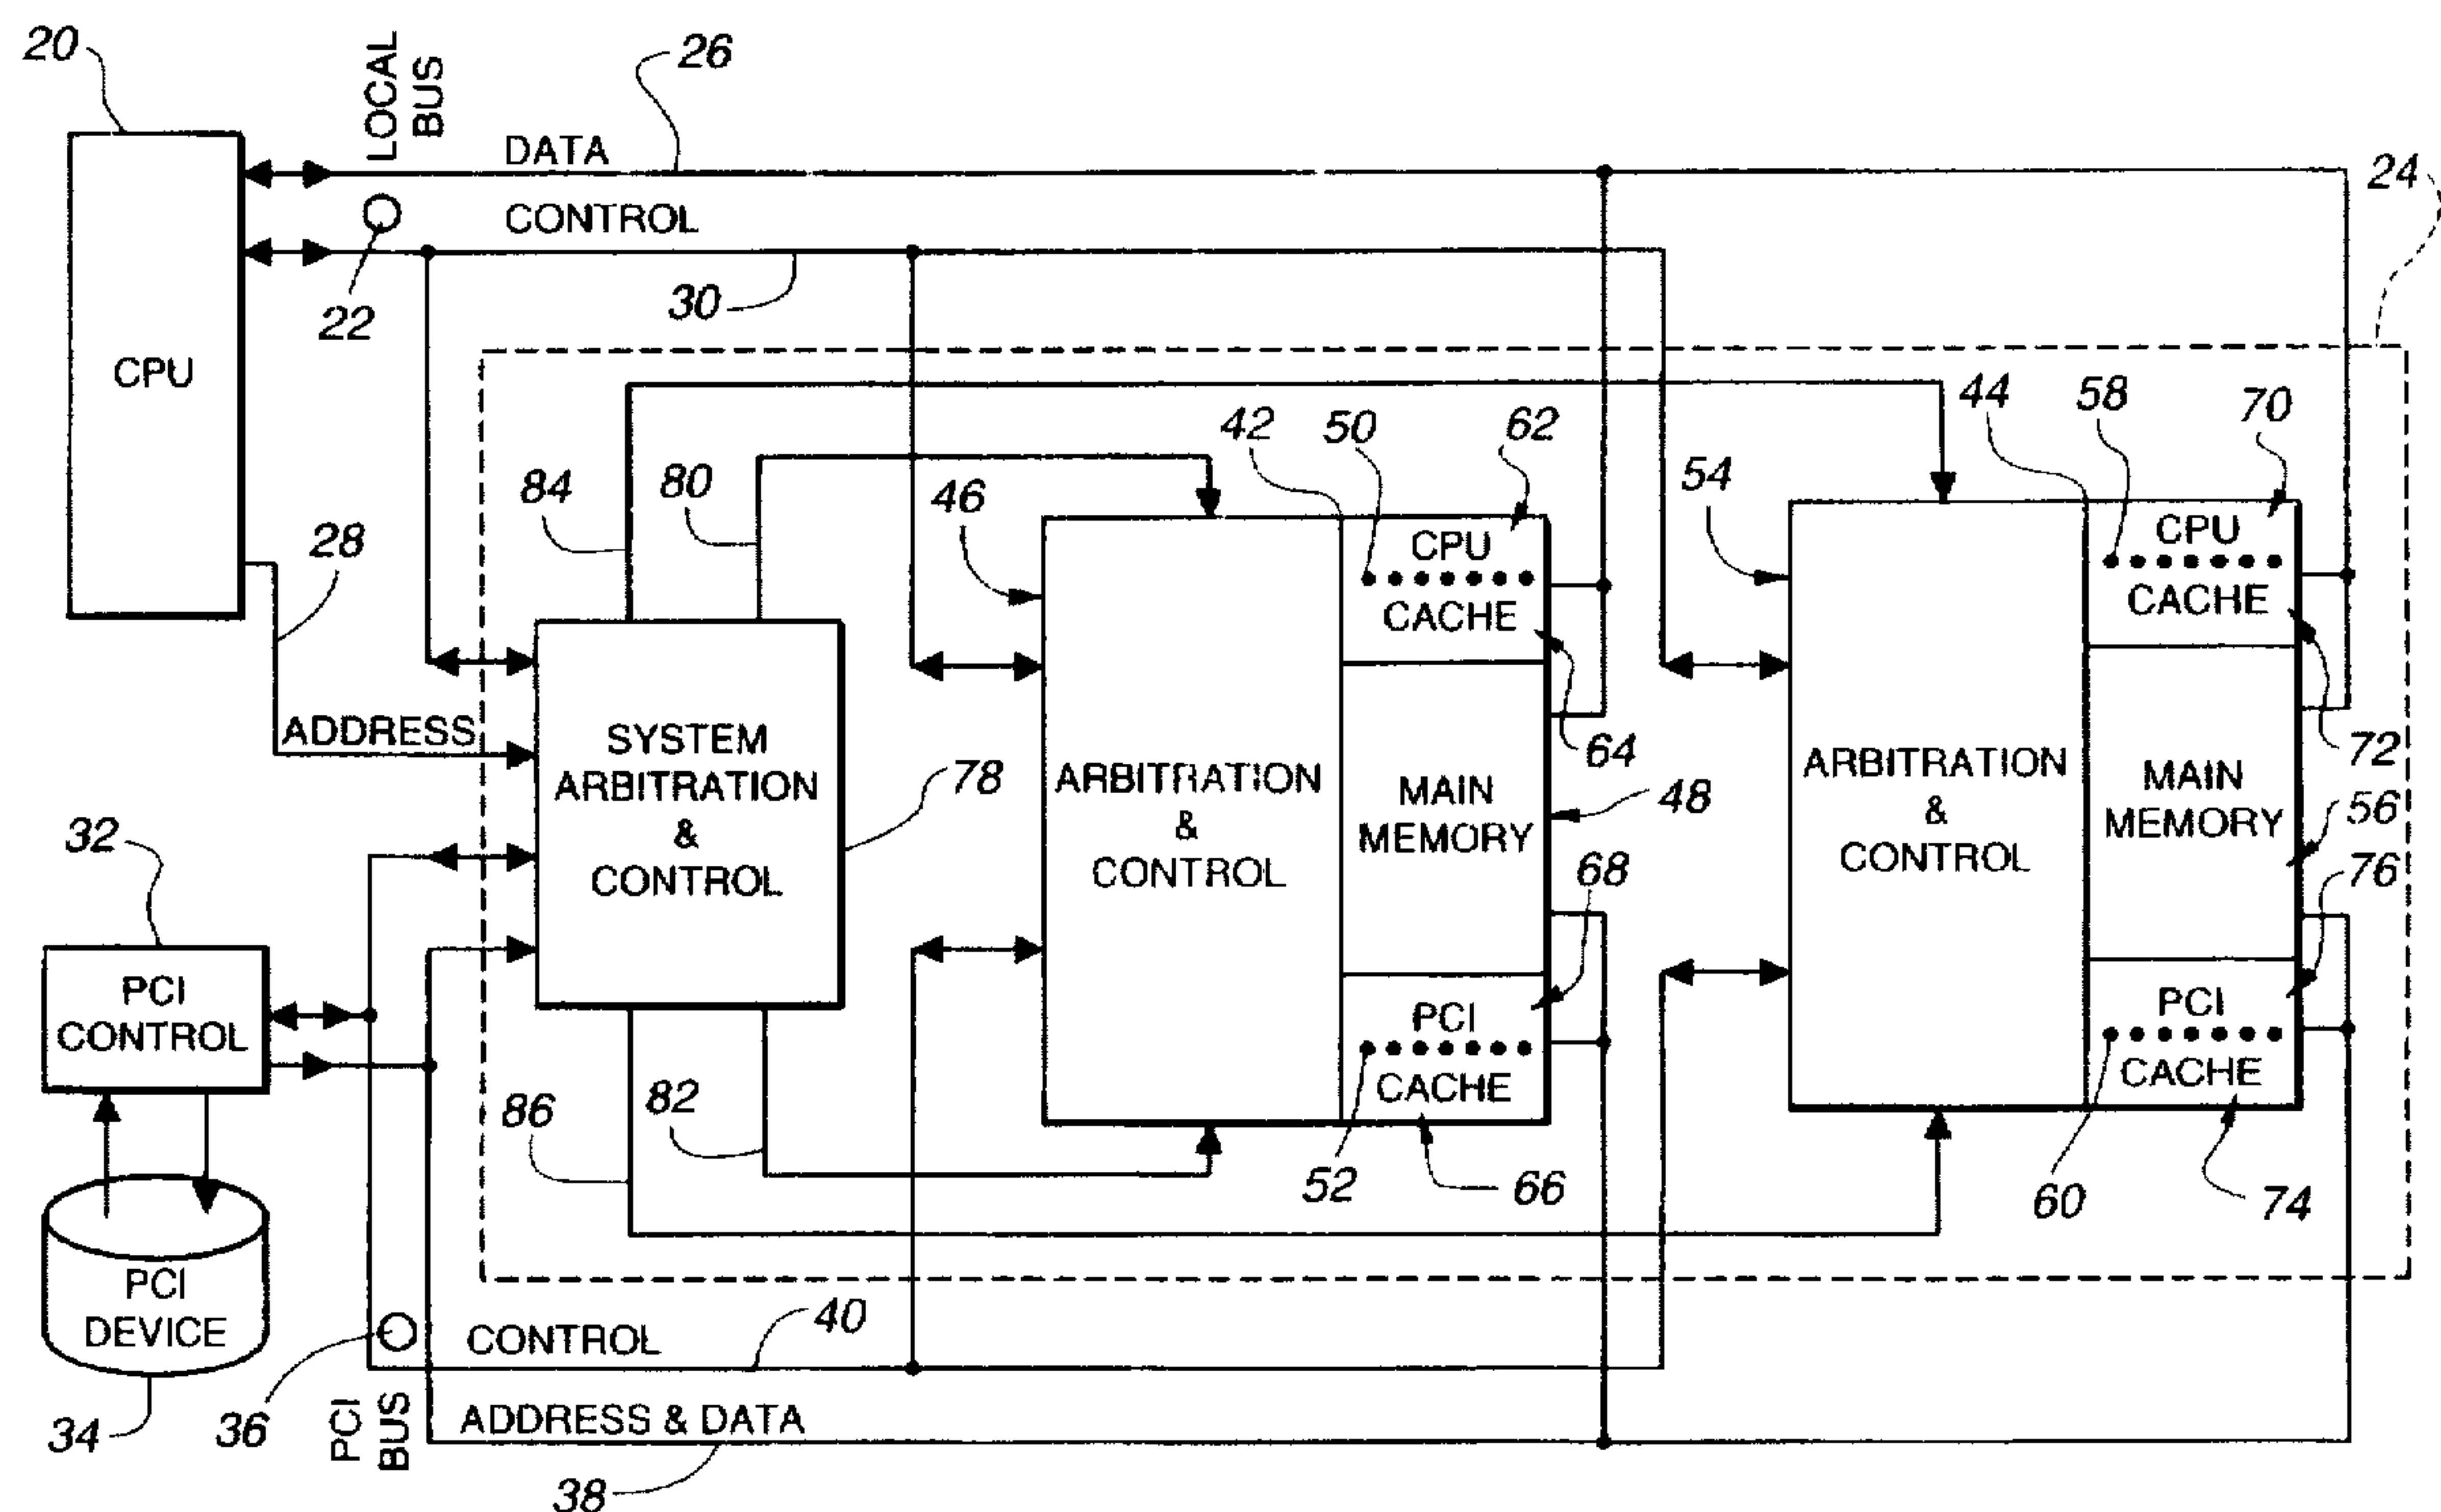 20
LOCAL
BUS
26
DATA
24
22
CONTROL
30
CPU
28
ADDRESS
84
80
46
42
50
62
CPU
CACHE
54
44
58
70
CPU
CACHE
SYSTEM
ARBITRATION
&
CONTROL
78
ARBITRATION
&
CONTROL
MAIN
MEMORY
64
48
68
ARBITRATION
&
CONTROL
MAIN
MEMORY
72
56
76
32
PCI
CONTROL
PCI
CACHE
PCI
CACHE
86
82
52
66
60
74
PCI
DEVICE
34
36
PCI
BUS
CONTROL
40
ADDRESS & DATA
38